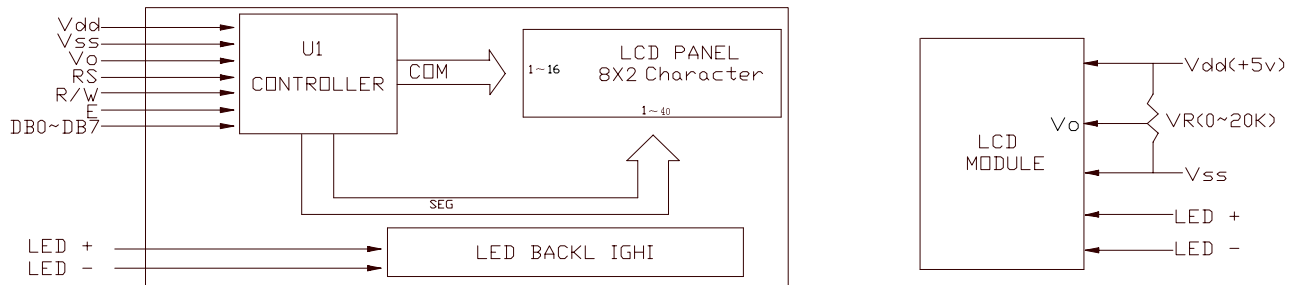 Vdd
Vss
Vo
RS
R/W
E
DB0~DB7
U1
CONTROLLER
COM
1~16
LCD PANEL
8X2 Character
1~40
SEG
LED +
LED -
LED BACKL IGHI
LCD
MODULE
Vdd(+5v)
Vo
VR(0~20K)
Vss
LED +
LED -